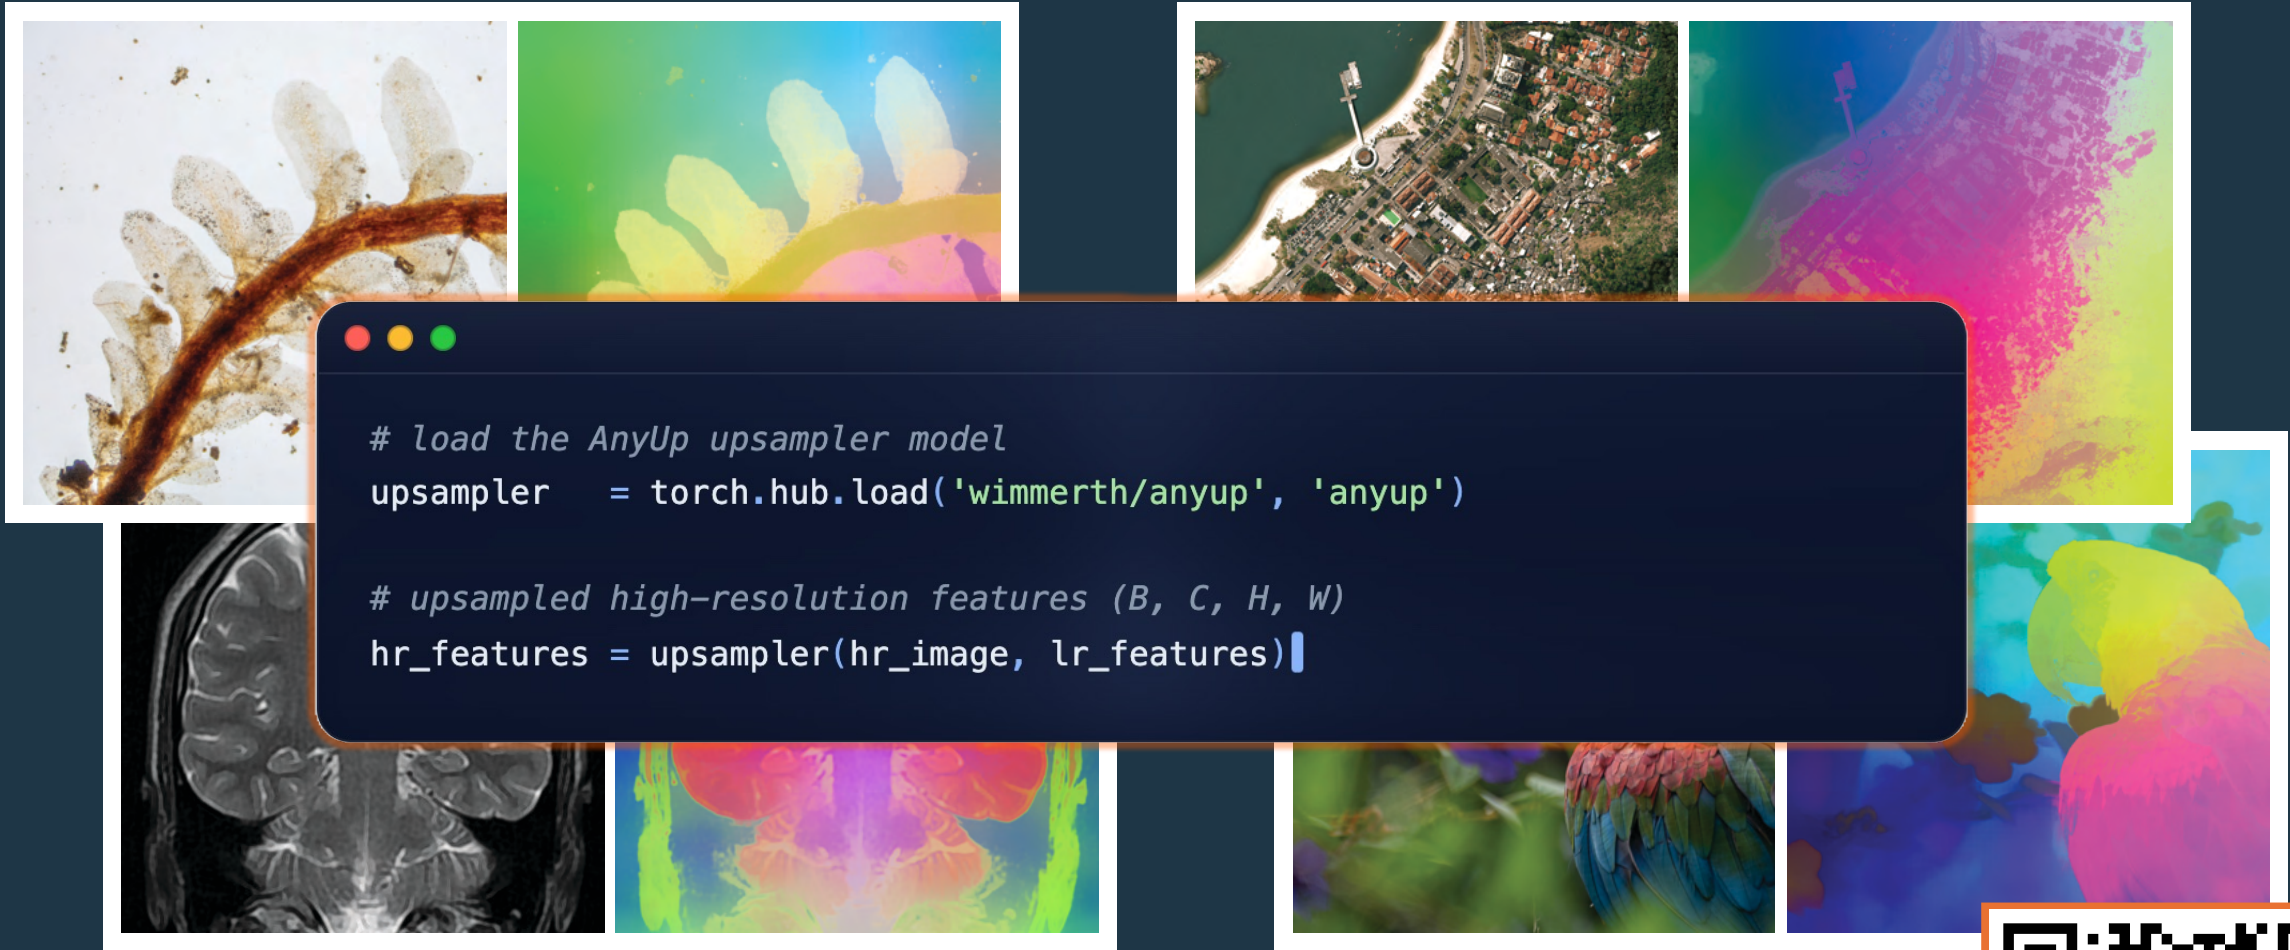 # load the AnyUp upsampler model
upsampler   = torch.hub.load('wimmerth/anyup', 'anyup')
# upsampled high-resolution features (B, C, H, W)
hr_features = upsampler(hr_image, lr_features)